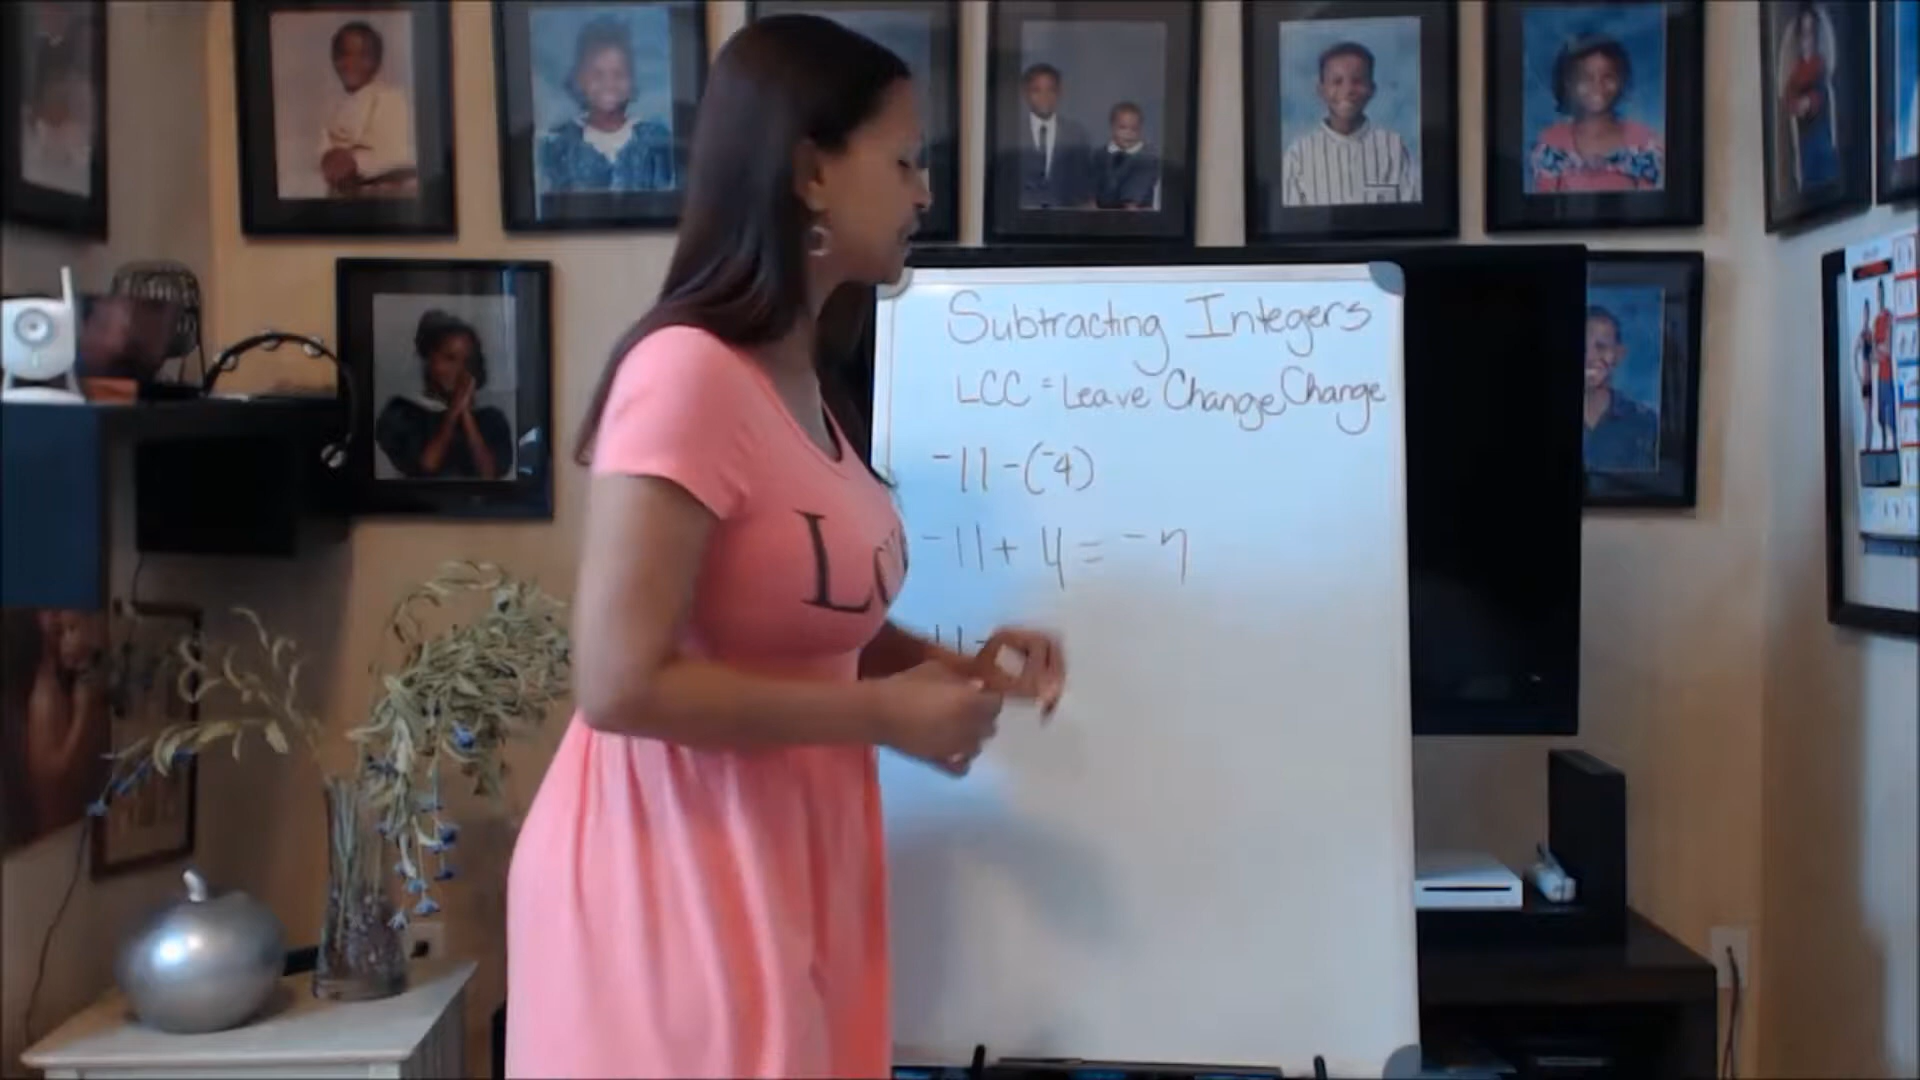 Subtracting Integers
LCC = Leave Change Change
-11-(-4)
-11+ 4 = -7